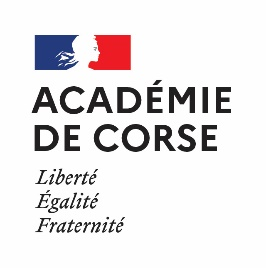 ACADÉMIE
DE CORSE
Liberté
Égalité
Fraternité